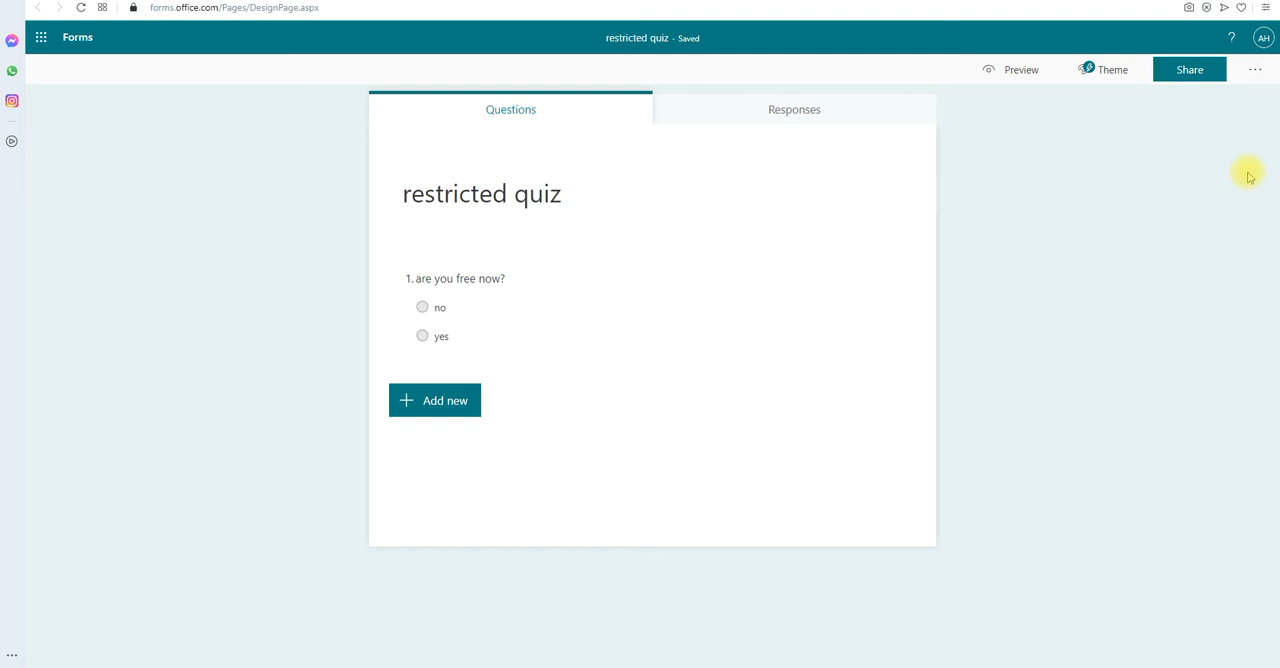 forms.office.com/Pages/DesignPage.aspx
Forms
restricted quiz - Saved
? AH
Preview Theme Share ...
Questions Responses
restricted quiz
1. are you free now?
no
yes
+ Add new
...